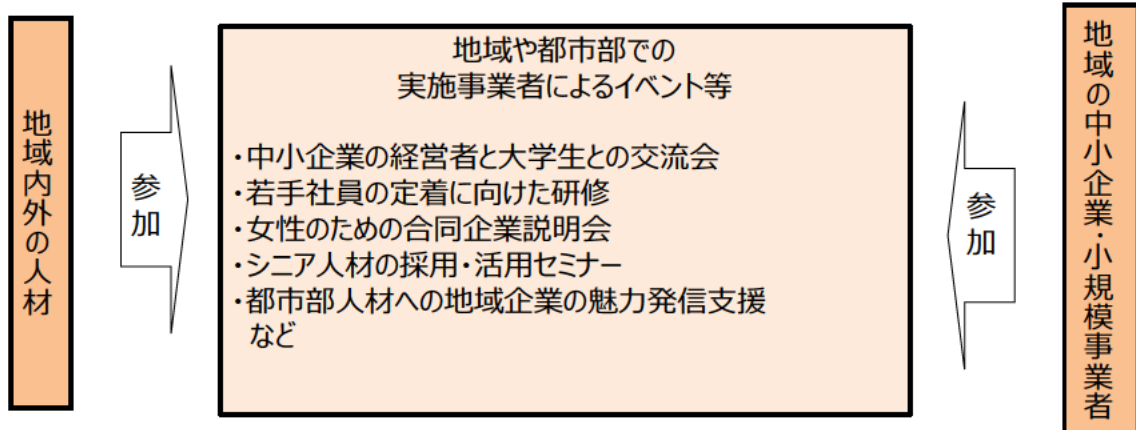 地域内外の人材
参加
地域や都市部での
実施事業者によるイベント等
・中小企業の経営者と大学生との交流会
・若手社員の定着に向けた研修
・女性のための合同企業説明会
・シニア人材の採用・活用セミナー
・都市部人材への地域企業の魅力発信支援
など
参加
地域の中小企業・小規模事業者